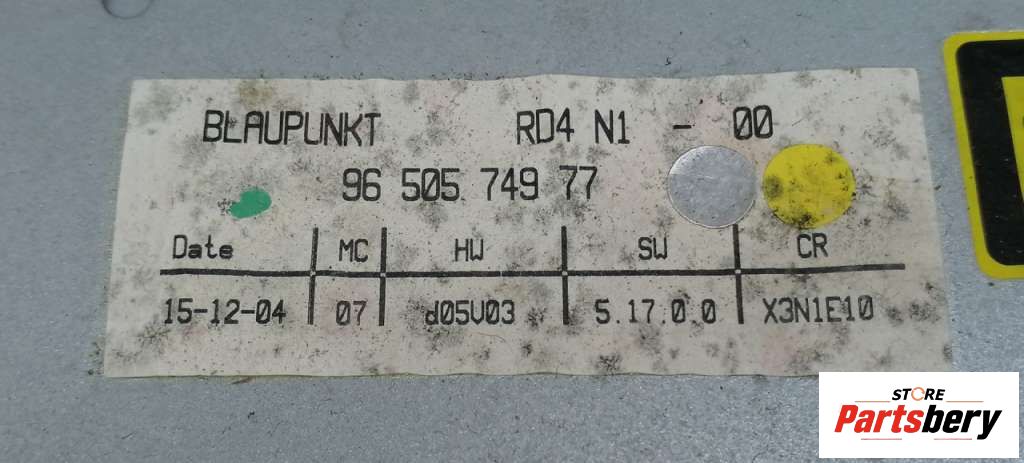 BLAUPUNKT RD4 N1 - 00
96 505 749 77
Date MC HW SW CR
15-12-04 07 d05V03 5.17.0.0 X3N1E10
STORE
Partsbery